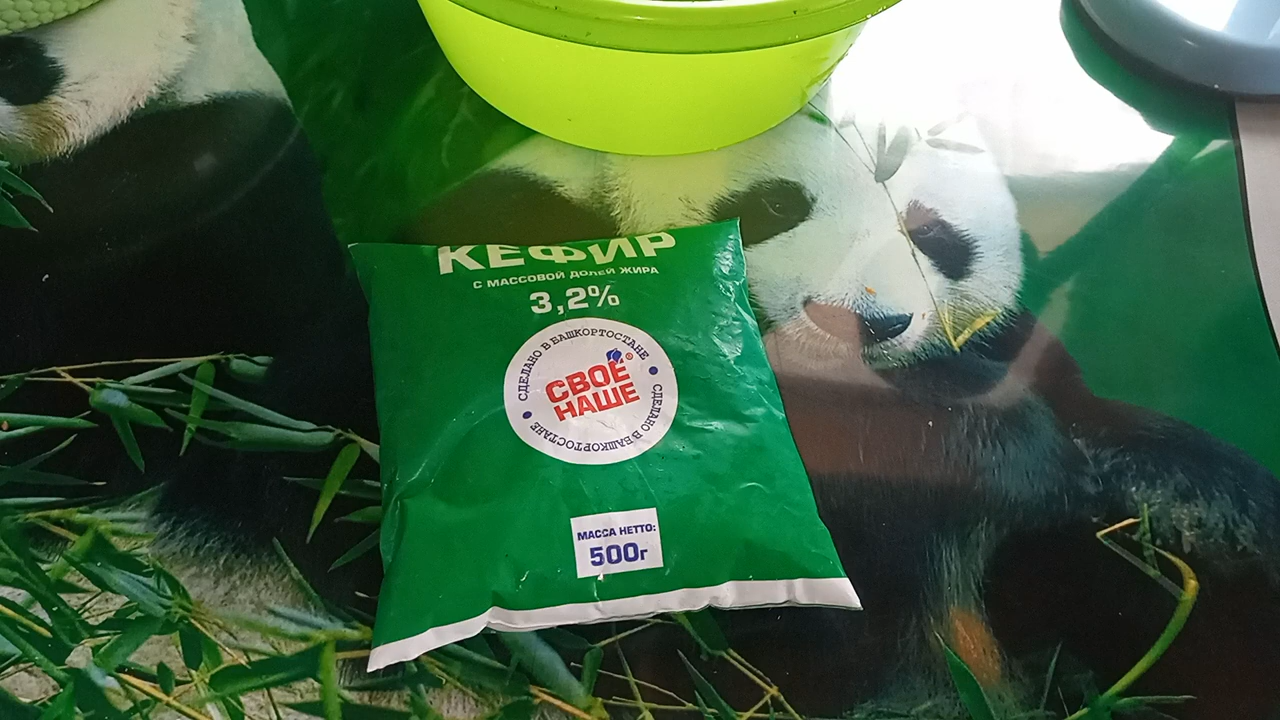 КЕФИР
С МАССОВОЙ ДОЛЕЙ ЖИРА
3,2%
СДЕЛАНО В БАШКОРТОСТАНЕ
СВОЁ ®
НАШЕ
СДЕЛАНО В БАШКОРТОСТАНЕ
МАССА НЕТТО:
500г